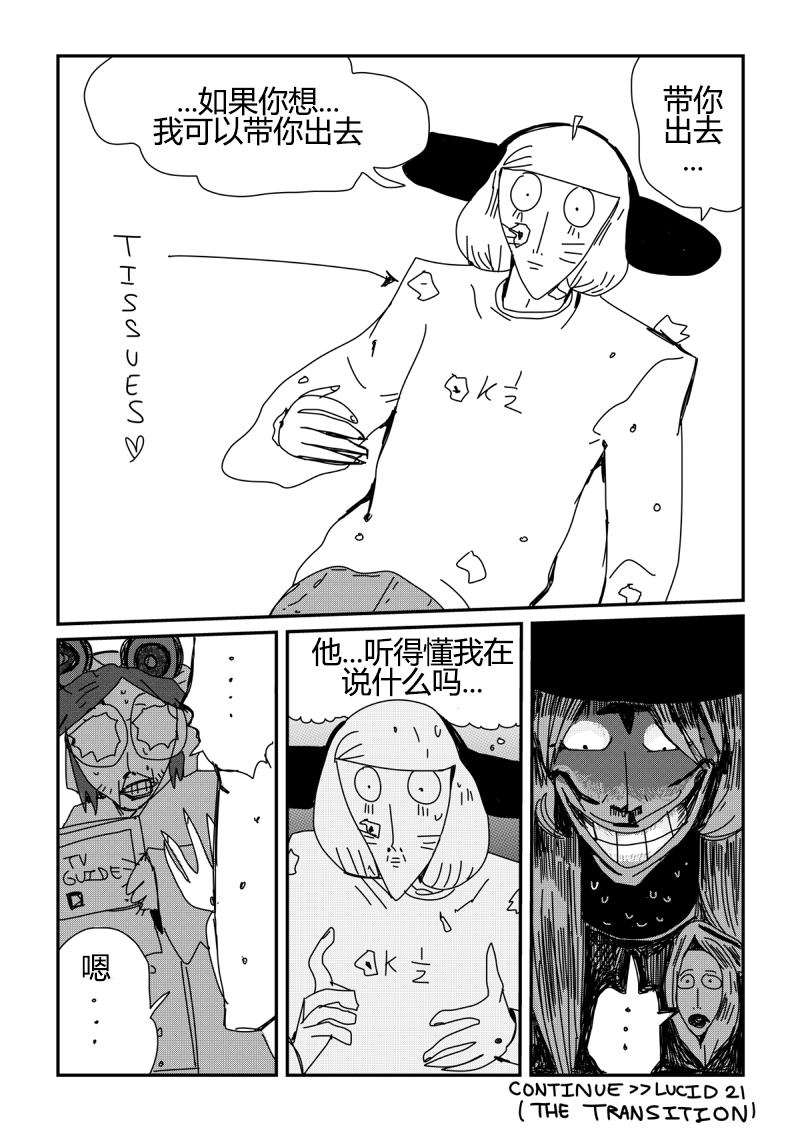 带你
出去
...
...如果你想...
我可以带你出去
TISSUES
OK 1/2
他...听得懂我在
说什么吗...
OK 1/2
...
....
...
TV
GUIDE
嗯
...
CONTINUE >> LUCID 21
(THE TRANSITION)